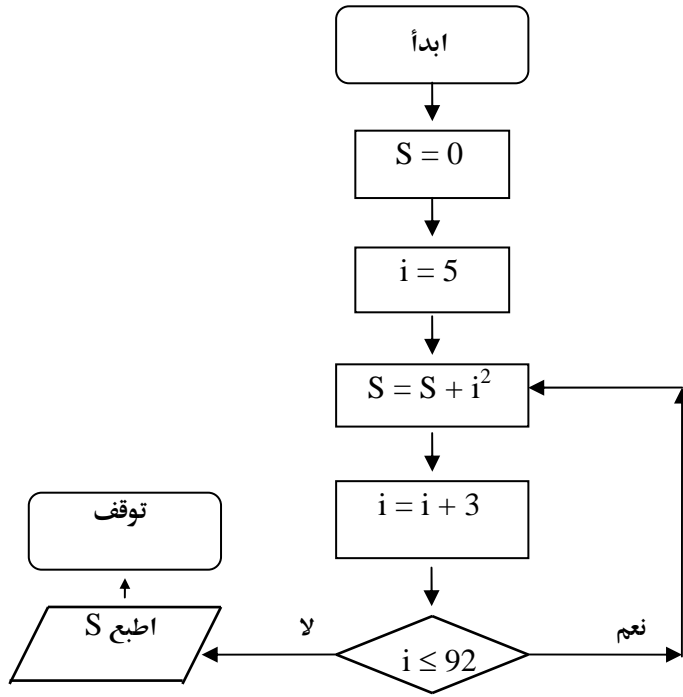 ابدأ
S = 0
i = 5
S = S + i²
i = i + 3
i ≤ 92
نعم
لا
اطبع S
توقف